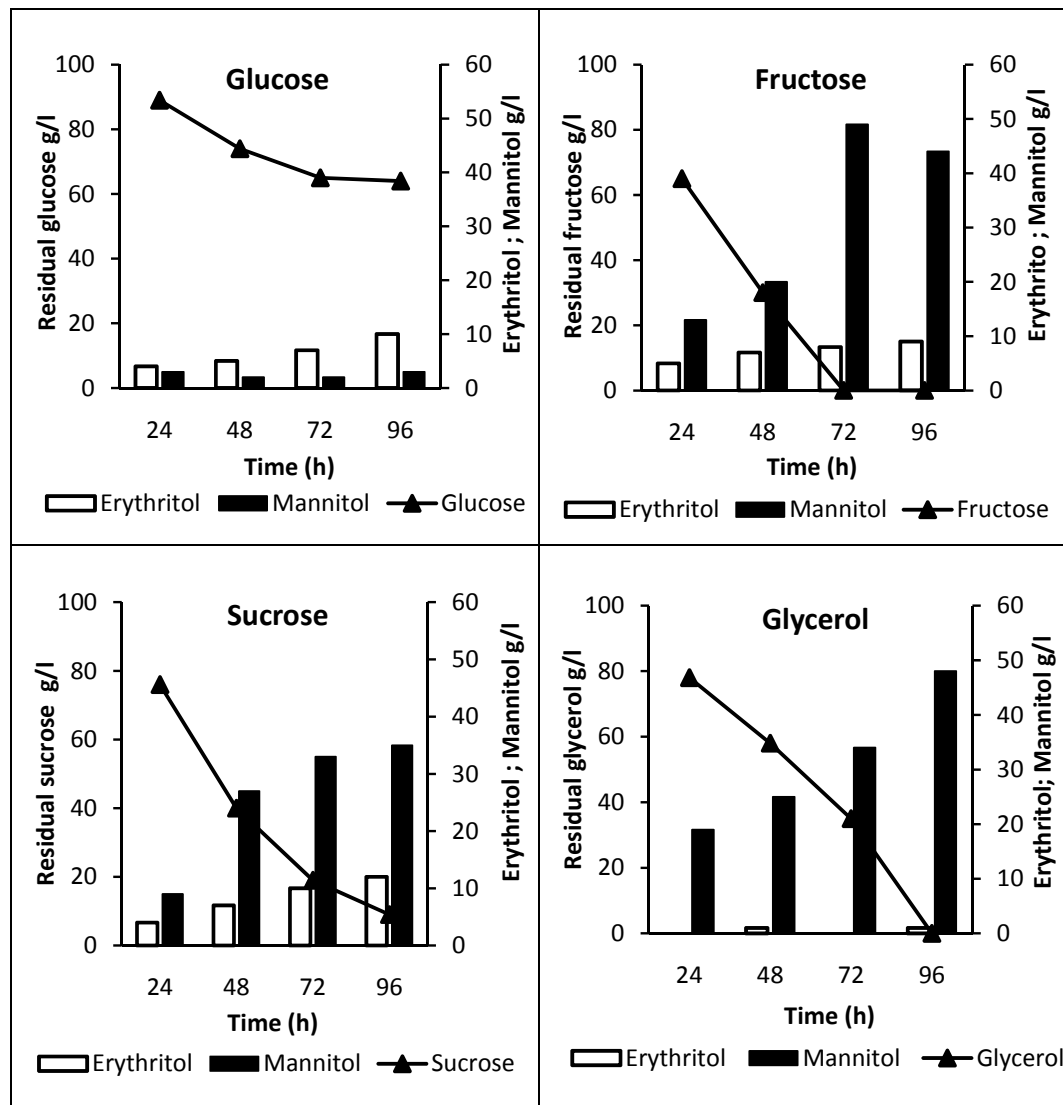 Glucose
Residual glucose g/l
100
80
60
40
20
0
60
50
40
30
20
10
0
Erythritol ; Mannitol g/l
24 48 72 96
Time (h)
Erythritol Mannitol Glucose
Fructose
Residual fructose g/l
100
80
60
40
20
0
60
50
40
30
20
10
0
Erythrito ; Mannitol g/l
24 48 72 96
Time (h)
Erythritol Mannitol Fructose
Sucrose
Residual sucrose g/l
100
80
60
40
20
0
60
50
40
30
20
10
0
Erythritol ; Mannitol g/l
24 48 72 96
Time (h)
Erythritol Mannitol Sucrose
Glycerol
Residual glycerol g/l
100
80
60
40
20
0
60
50
40
30
20
10
0
Erythritol; Mannitol g/l
24 48 72 96
Time (h)
Erythritol Mannitol Glycerol